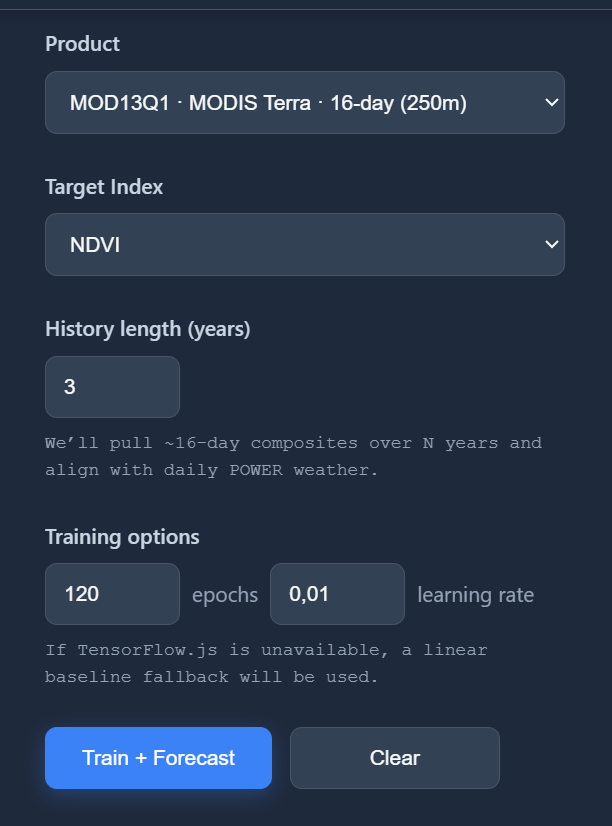 Product
MOD13Q1 · MODIS Terra · 16-day (250m)
Target Index
NDVI
History length (years)
3
We’ll pull ~16-day composites over N years and
align with daily POWER weather.
Training options
120 epochs 0,01 learning rate
If TensorFlow.js is unavailable, a linear
baseline fallback will be used.
Train + Forecast Clear